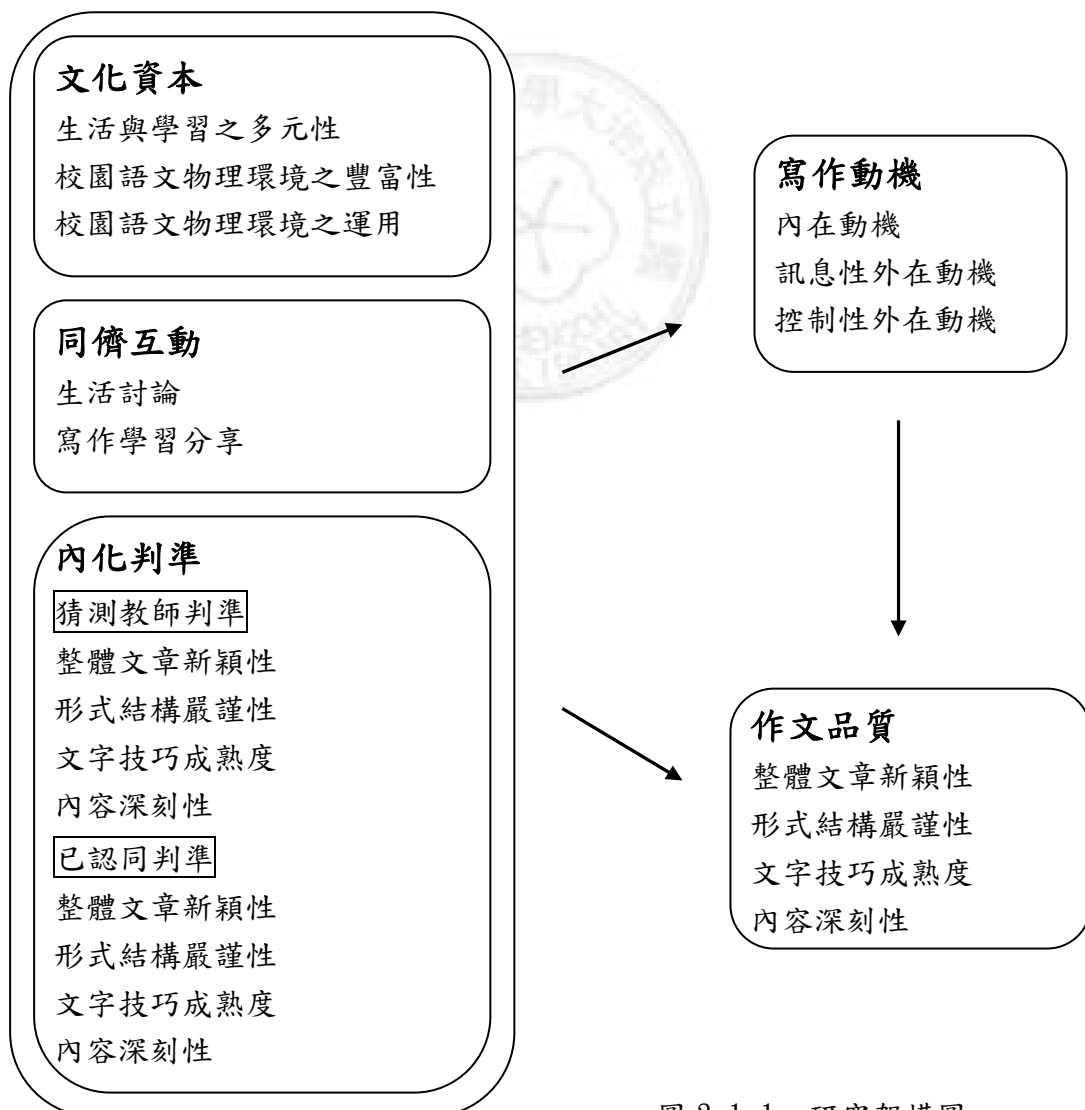 文化資本
生活與學習之多元性
校園語文物理環境之豐富性
校園語文物理環境之運用
同儕互動
生活討論
寫作學習分享
內化判準
猜測教師判準
整體文章新穎性
形式結構嚴謹性
文字技巧成熟度
內容深刻性
已認同判準
整體文章新穎性
形式結構嚴謹性
文字技巧成熟度
內容深刻性
寫作動機
內在動機
訊息性外在動機
控制性外在動機
作文品質
整體文章新穎性
形式結構嚴謹性
文字技巧成熟度
內容深刻性